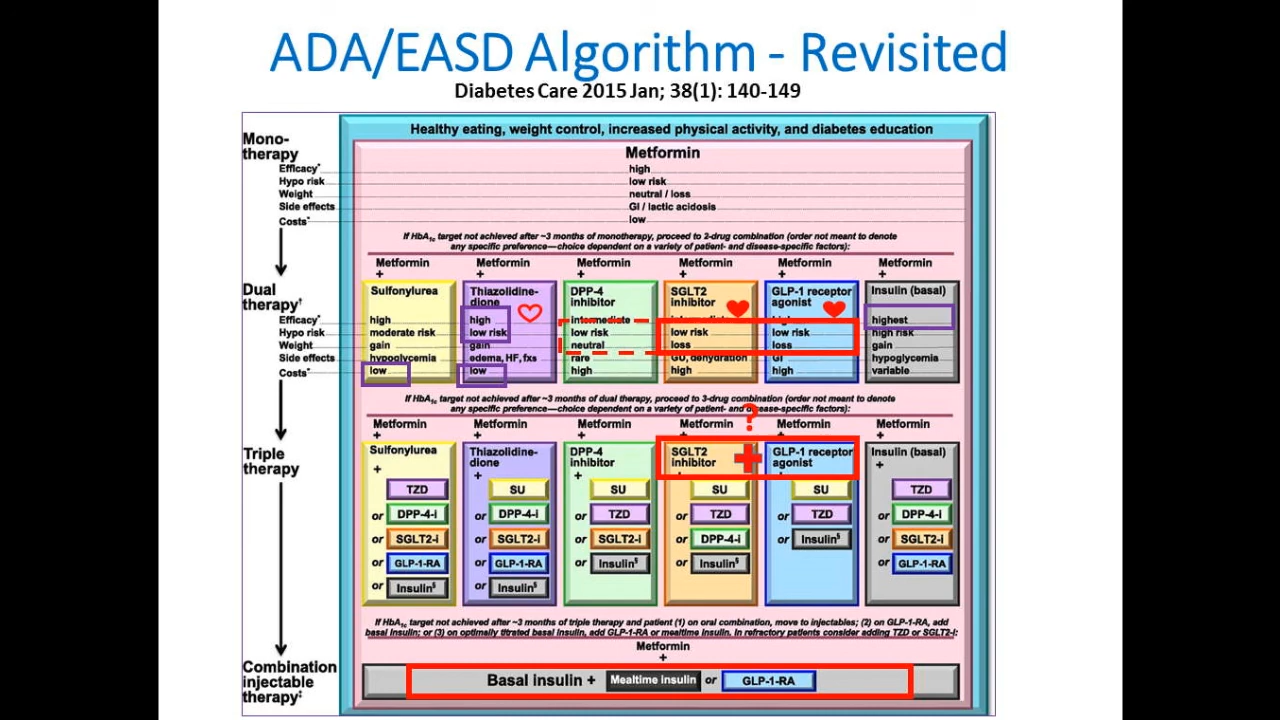 ADA/EASD Algorithm - Revisited
Diabetes Care 2015 Jan; 38(1): 140-149
Healthy eating, weight control, increased physical activity, and diabetes education
Mono-
therapy
Metformin
Efficacy* high
Hypo risk low risk
Weight neutral / loss
Side effects GI / lactic acidosis
Costs* low
If HbA1c target not achieved after ~3 months of monotherapy, proceed to 2-drug combination (order not meant to denote
any specific preference—choice dependent on a variety of patient- and disease-specific factors):
Metformin Metformin Metformin Metformin Metformin Metformin
+ + + + + +
Dual
therapy†
Sulfonylurea
Thiazolidine-
dione
DPP-4
inhibitor
SGLT2
inhibitor
GLP-1 receptor
agonist
Insulin (basal)
Efficacy* high high intermediate highest
Hypo risk moderate risk low risk low risk low risk low risk high risk
Weight gain gain neutral loss loss gain
Side effects hypoglycemia edema, HF, fxs rare GU, dehydration GI hypoglycemia
Costs* low low high high high variable
If HbA1c target not achieved after ~3 months of dual therapy, proceed to 3-drug combination (order not meant to denote
any specific preference—choice dependent on a variety of patient- and disease-specific factors):
?
Metformin Metformin Metformin Metformin Metformin Metformin
+ + + + + +
Triple
therapy
Sulfonylurea
+
TZD
or DPP-4-i
or SGLT2-i
or GLP-1-RA
or Insulin§
Thiazolidine-
dione
+
SU
or DPP-4-i
or SGLT2-i
or GLP-1-RA
or Insulin§
DPP-4
inhibitor
+
SU
or TZD
or SGLT2-i
or Insulin§
SGLT2
inhibitor
+
SU
or TZD
or DPP-4-i
or Insulin§
GLP-1 receptor
agonist
+
SU
or TZD
or Insulin§
Insulin (basal)
+
TZD
or DPP-4-i
or SGLT2-i
or GLP-1-RA
If HbA1c target not achieved after ~3 months of triple therapy and patient (1) on oral combination, move to injectables; (2) on GLP-1-RA, add
basal insulin; or (3) on optimally titrated basal insulin, add GLP-1-RA or mealtime insulin. In refractory patients consider adding TZD or SGLT2-i:
Metformin
+
Combination
injectable
therapy‡
Basal insulin + Mealtime insulin or GLP-1-RA